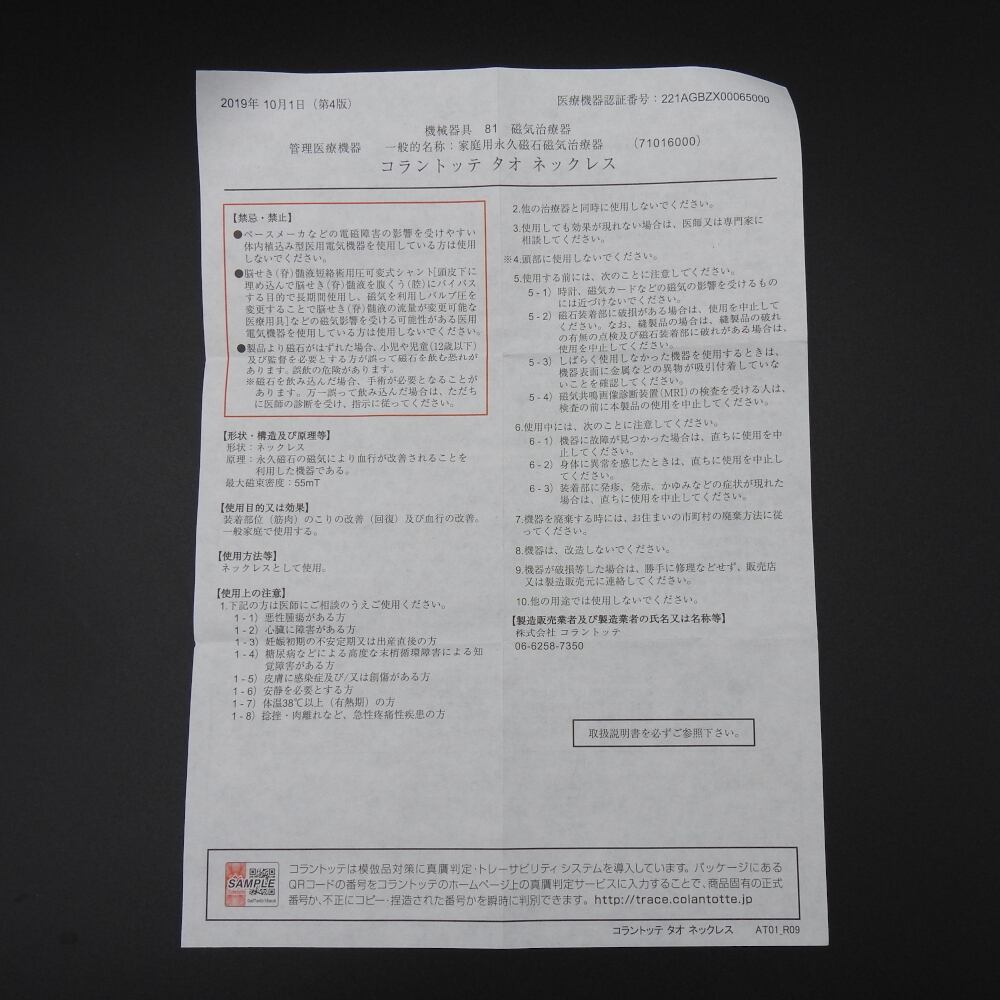 2019年 10月1日（第4版）
医療機器認証番号：221AGBZX00065000
機械器具　81　磁気治療器
管理医療機器　一般的名称：家庭用永久磁石磁気治療器　（71016000）
コラントッテ タオ ネックレス
【禁忌・禁止】
●ペースメーカなどの電磁障害の影響を受けやすい
体内植込み型医用電気機器を使用している方は使用
しないでください。
●脳せき(脊)髄液短絡術用圧可変式シャント[頭皮下に
埋め込んで脳せき(脊)髄液を腹くう(腔)にバイパス
する目的で長期間使用し、磁気を利用しバルブ圧を
変更することで脳せき(脊)髄液の流量が変更可能な
医療用具]などの磁気影響を受ける可能性がある医用
電気機器を使用している方は使用しないでください。
●製品より磁石がはずれた場合、小児や児童(12歳以下)
及び監督を必要とする方が誤って磁石を飲む恐れが
あります。誤飲の危険があります。
※磁石を飲み込んだ場合、手術が必要となることが
あります。万一誤って飲み込んだ場合は、ただち
に医師の診断を受け、指示に従ってください。
【形状・構造及び原理等】
形状：ネックレス
原理：永久磁石の磁気により血行が改善されることを
利用した機器である。
最大磁束密度：55mT
【使用目的又は効果】
装着部位（筋肉）のこりの改善（回復）及び血行の改善。
一般家庭で使用する。
【使用方法等】
ネックレスとして使用。
【使用上の注意】
1.下記の方は医師にご相談のうえご使用ください。
1-1）悪性腫瘍がある方
1-2）心臓に障害がある方
1-3）妊娠初期の不安定期又は出産直後の方
1-4）糖尿病などによる高度な末梢循環障害による知
覚障害がある方
1-5）皮膚に感染症及び/又は創傷がある方
1-6）安静を必要とする方
1-7）体温38℃以上（有熱期）の方
1-8）捻挫・肉離れなど、急性疼痛性疾患の方
2.他の治療器と同時に使用しないでください。
3.使用しても効果が現れない場合は、医師又は専門家に
相談してください。
※4.頭部に使用しないでください。
5.使用する前には、次のことに注意してください。
5-1）時計、磁気カードなどの磁気の影響を受けるもの
には近づけないでください。
5-2）磁石装着部に破損がある場合は、使用を中止して
ください。なお、縫製品の場合は、縫製品の破れ
の有無の点検及び磁石装着部に破れがある場合は、
使用を中止してください。
5-3）しばらく使用しなかった機器を使用するときは、
機器表面に金属などの異物が吸引付着していな
いことを確認してください。
5-4）磁気共鳴画像診断装置(MRI)の検査を受ける人は、
検査の前に本製品の使用を中止してください。
6.使用中には、次のことに注意してください。
6-1）機器に故障が見つかった場合は、直ちに使用を中
止してください。
6-2）身体に異常を感じたときは、直ちに使用を中止し
てください。
6-3）装着部に発疹、発赤、かゆみなどの症状が現れた
場合は、直ちに使用を中止してください。
7.機器を廃棄する時には、お住まいの市町村の廃棄方法に従
ってください。
8.機器は、改造しないでください。
9.機器が破損等した場合は、勝手に修理などせず、販売店
又は製造販売元に連絡してください。
10.他の用途では使用しないでください。
【製造販売業者及び製造業者の氏名又は名称等】
株式会社 コラントッテ
06-6258-7350
取扱説明書を必ずご参照下さい。
SAMPLE
コラントッテは模倣品対策に真贋判定・トレーサビリティシステムを導入しています。パッケージにある
QRコードの番号をコラントッテのホームページ上の真贋判定サービスに入力することで、商品固有の正式
番号か、不正にコピー・捏造された番号かを瞬時に判別できます。http://trace.colantotte.jp/
コラントッテ タオ ネックレス　AT01_R09